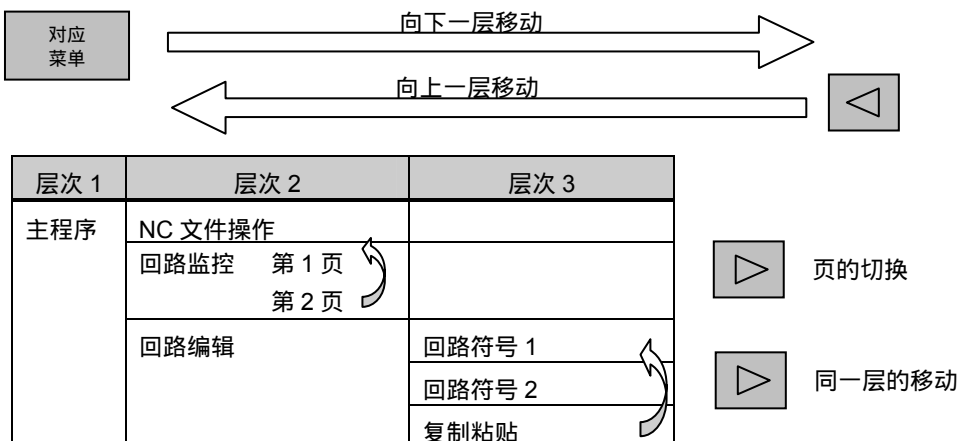 对应
菜单
向下一层移动
向上一层移动
层次 1 层次 2 层次 3
主程序 NC 文件操作
回路监控 第 1 页
第 2 页
页的切换
回路编辑 回路符号 1
回路符号 2
同一层的移动
复制粘贴